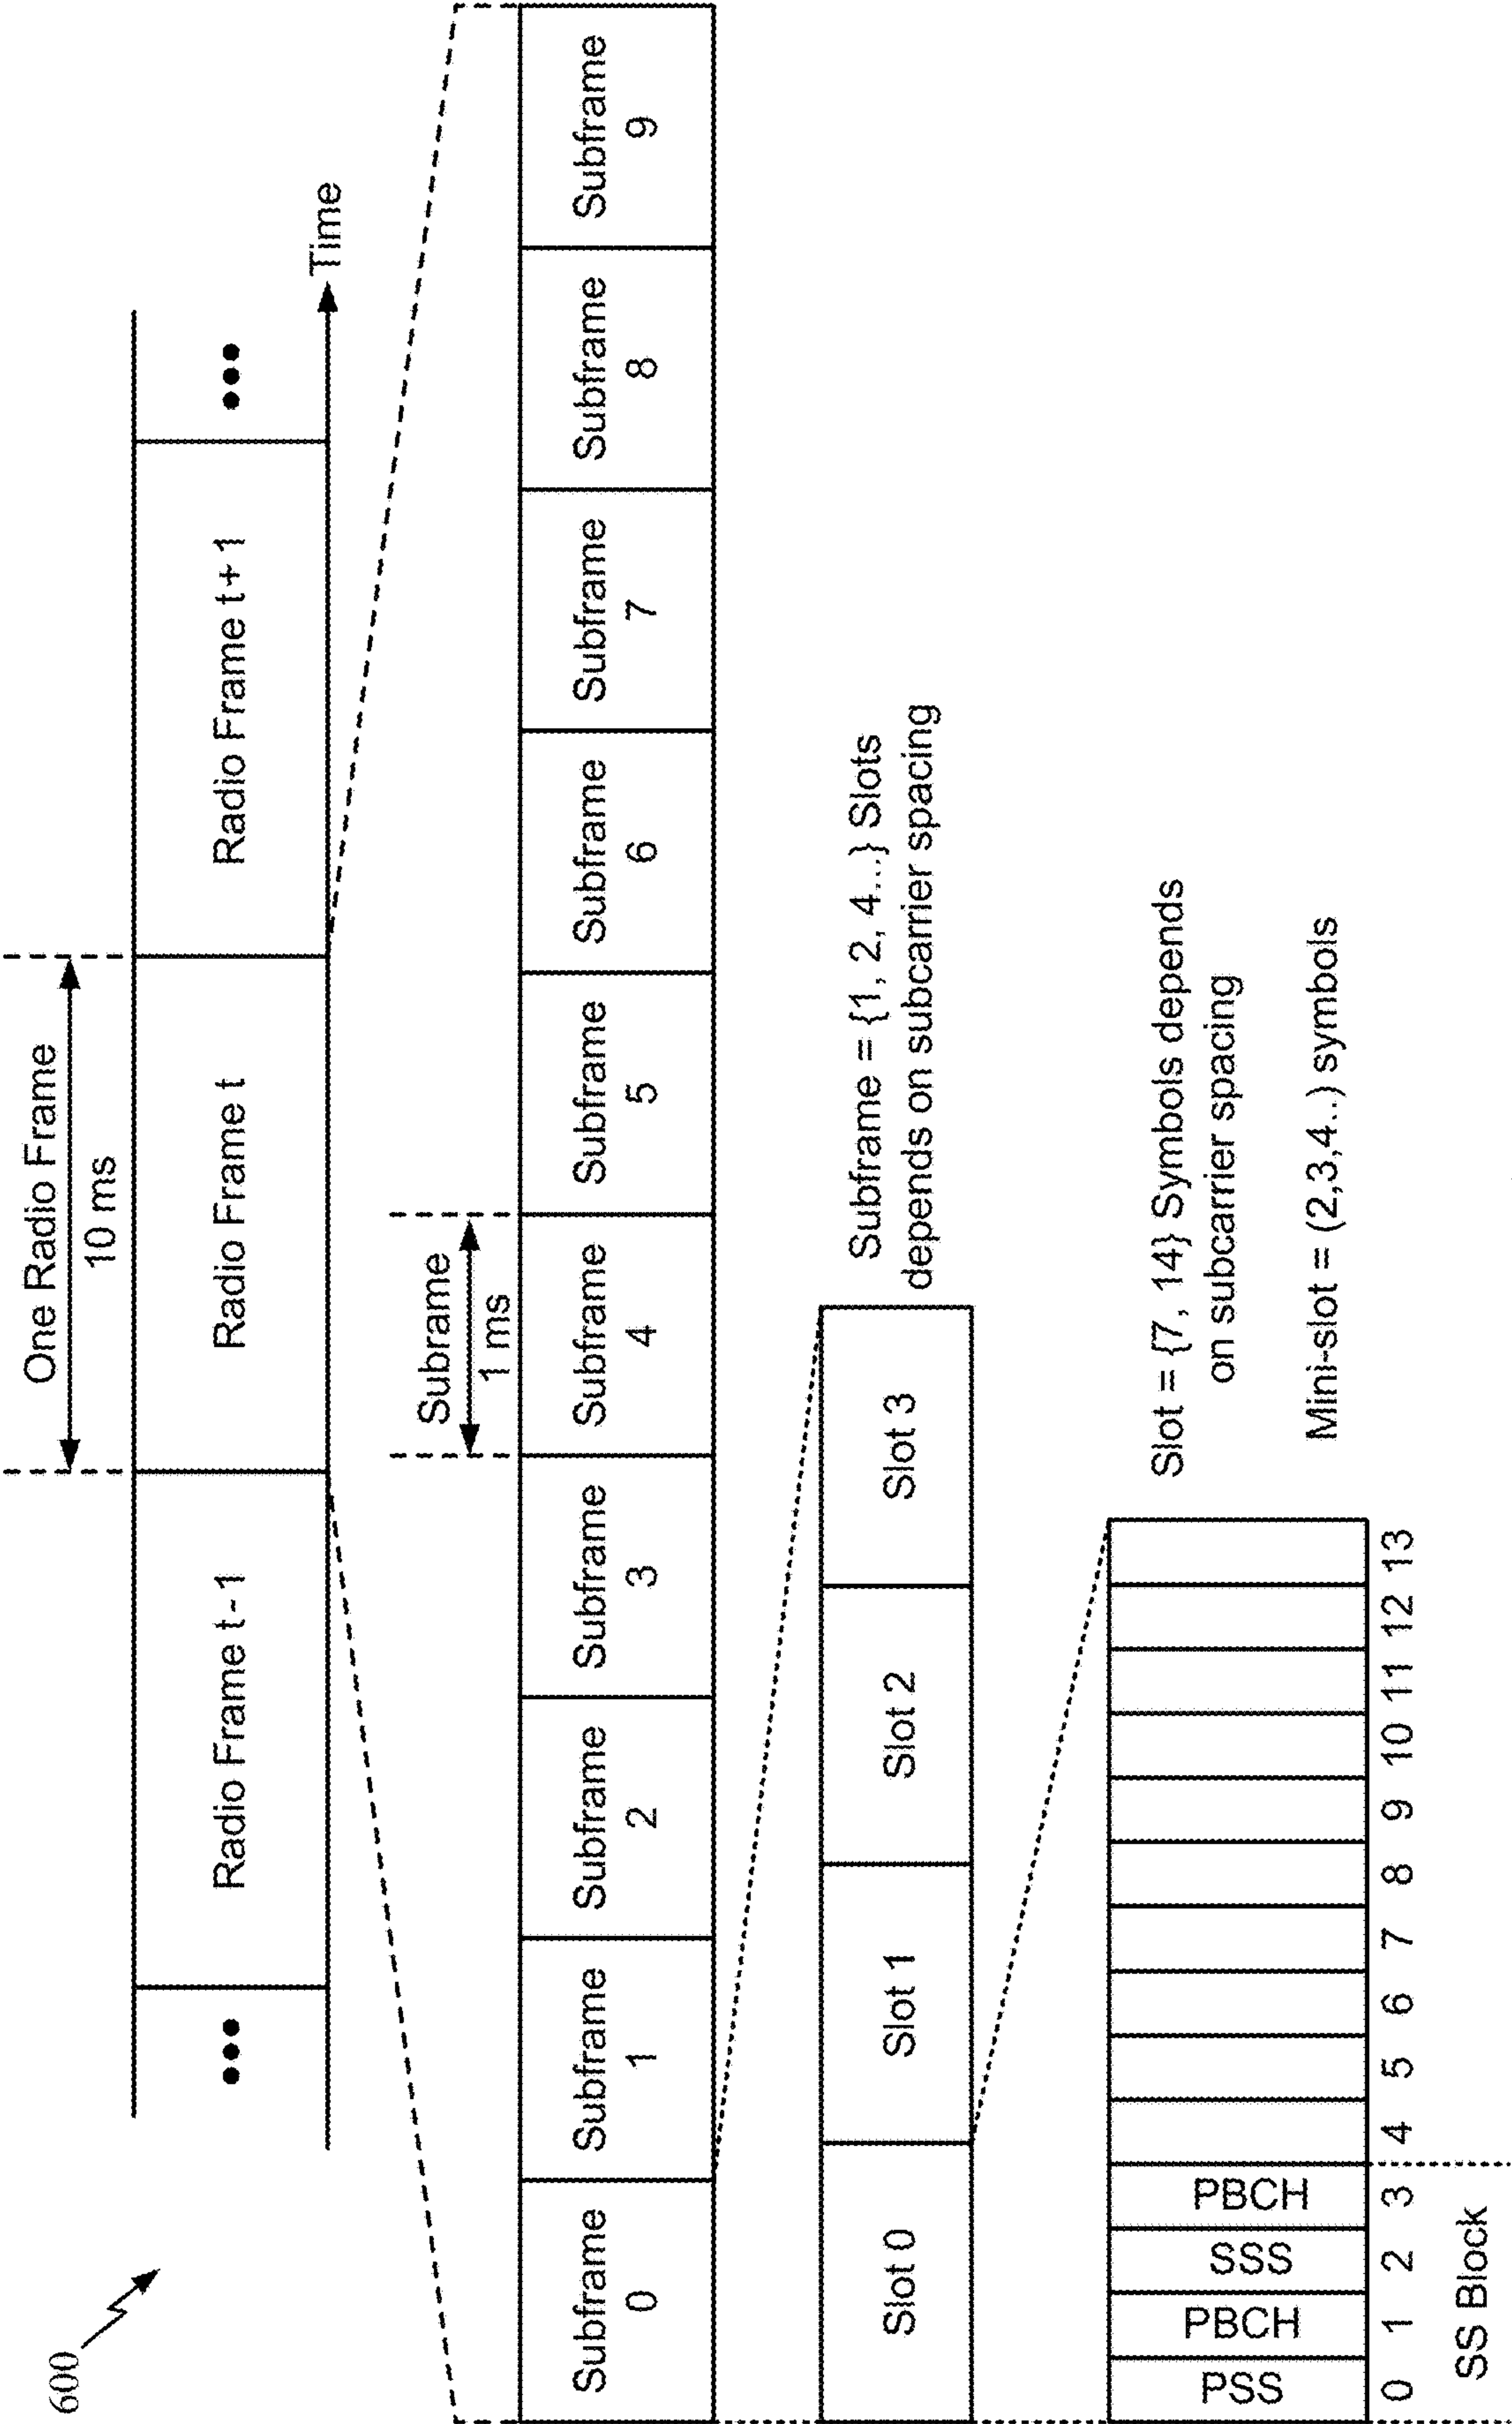 600
One Radio Frame
10 ms
••• Radio Frame t-1 Radio Frame t Radio Frame t+1 •••
Time
Subrame
1 ms
Subframe 0
Subframe 1
Subframe 2
Subframe 3
Subframe 4
Subframe 5
Subframe 6
Subframe 7
Subframe 8
Subframe 9
Slot 0 Slot 1 Slot 2 Slot 3
Subframe = {1, 2, 4...} Slots
depends on subcarrier spacing
PSS PBCH SSS PBCH
0 1 2 3 4 5 6 7 8 9 10 11 12 13
SS Block
Slot = {7, 14} Symbols depends
on subcarrier spacing
Mini-slot = (2,3,4..) symbols